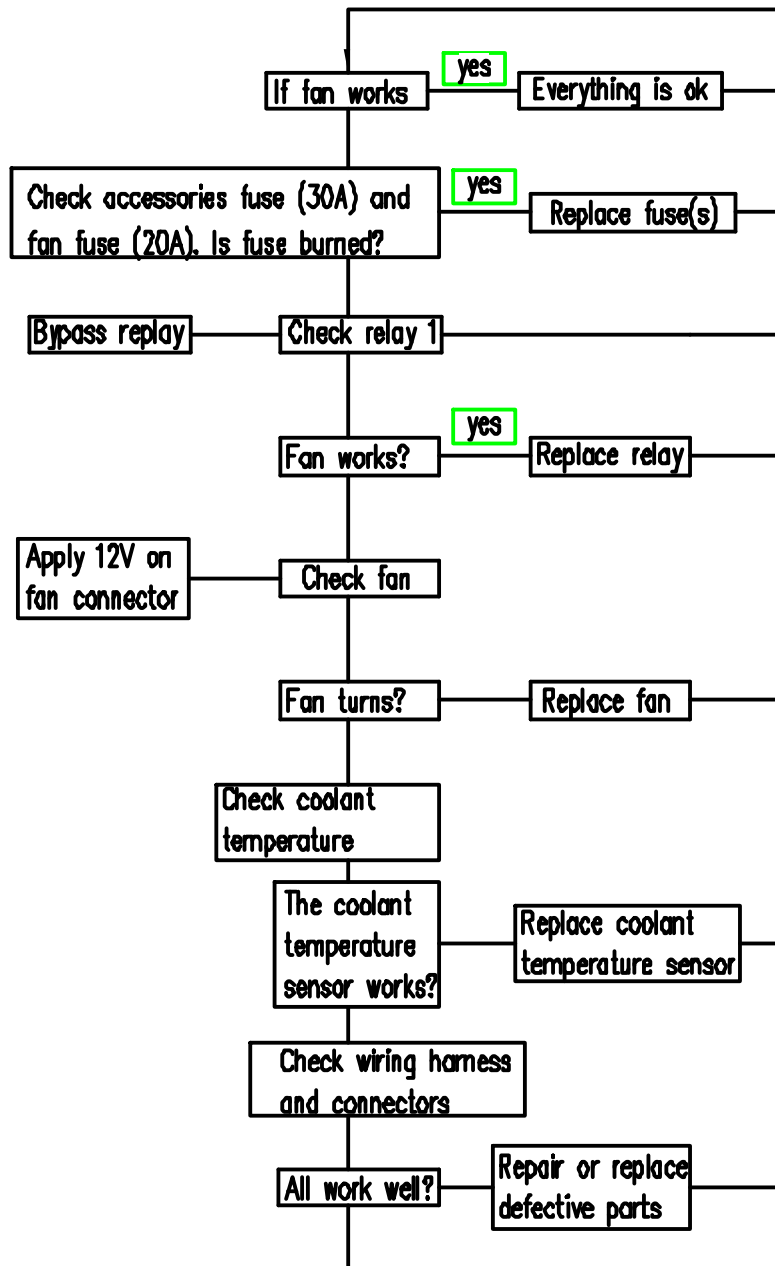 yes
If fan works
Everything is ok
Check accessories fuse (30A) and
fan fuse (20A). Is fuse burned?
yes
Replace fuse(s)
Bypass replay
Check relay 1
Fan works?
yes
Replace relay
Apply 12V on
fan connector
Check fan
Fan turns?
Replace fan
Check coolant
temperature
The coolant
temperature
sensor works?
Replace coolant
temperature sensor
Check wiring harness
and connectors
All work well?
Repair or replace
defective parts